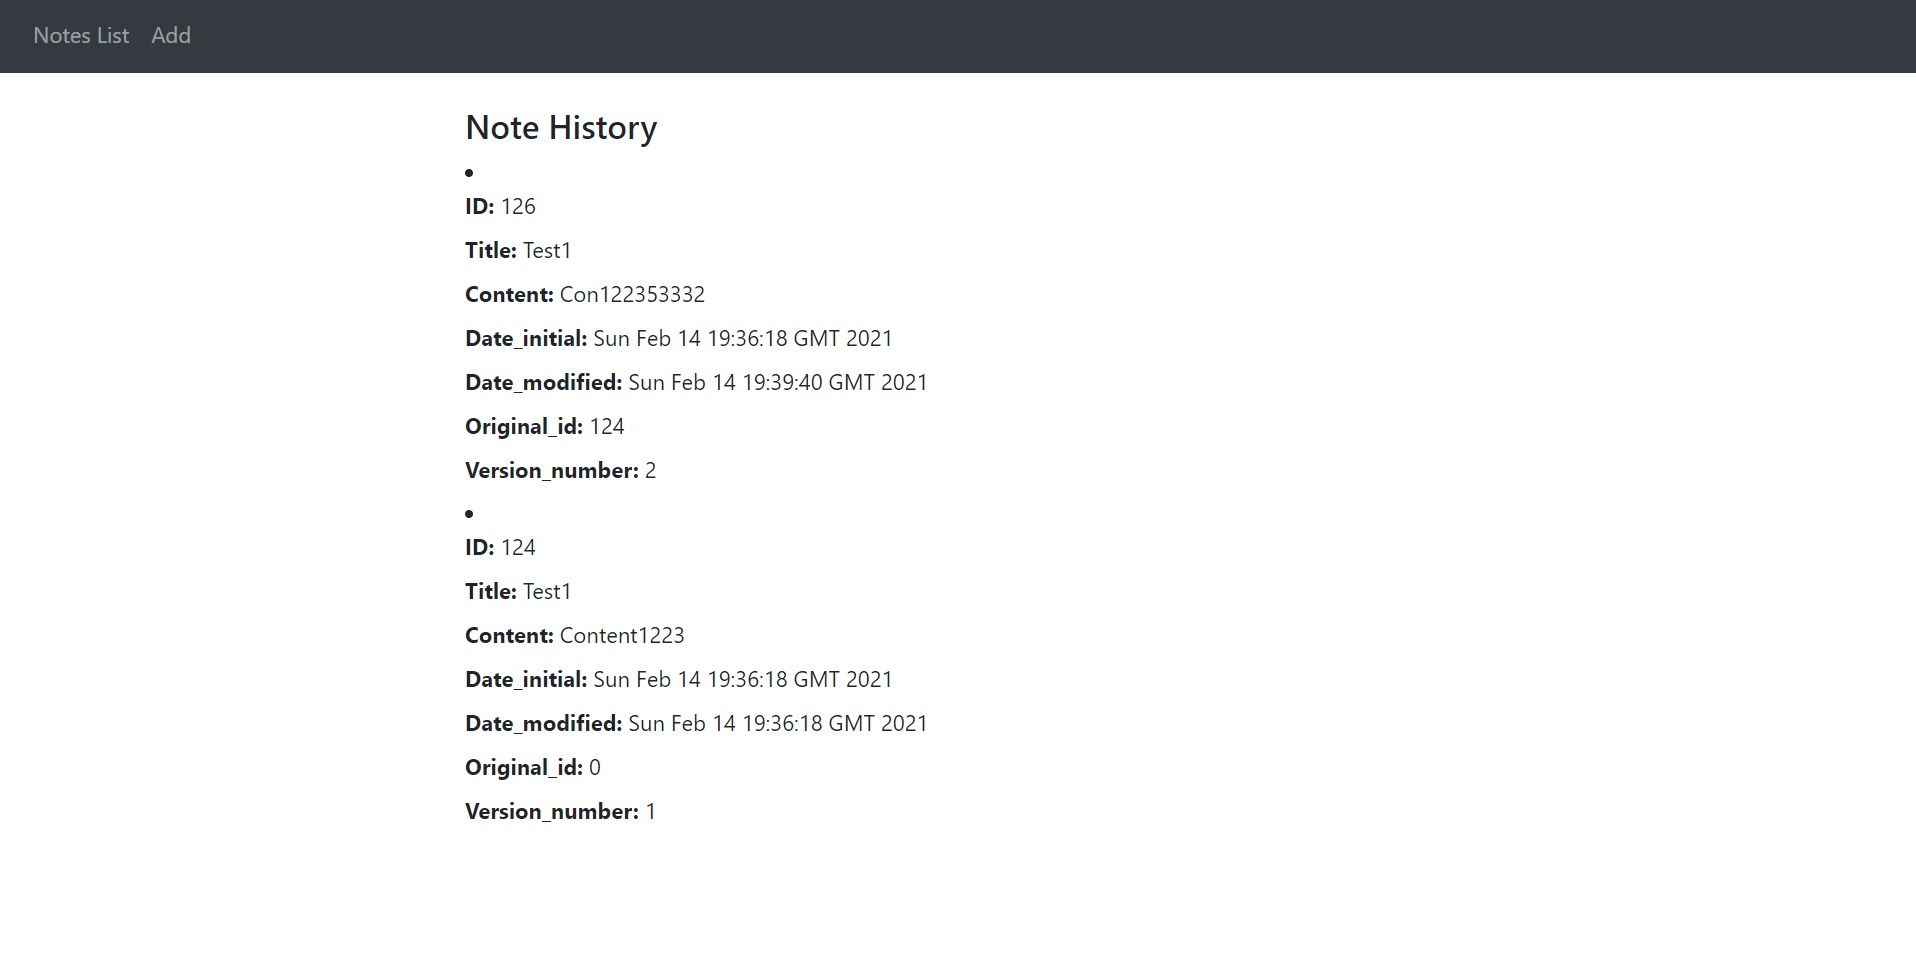 Notes List Add
Note History
ID: 126
Title: Test1
Content: Con122353332
Date_initial: Sun Feb 14 19:36:18 GMT 2021
Date_modified: Sun Feb 14 19:39:40 GMT 2021
Original_id: 124
Version_number: 2
ID: 124
Title: Test1
Content: Content1223
Date_initial: Sun Feb 14 19:36:18 GMT 2021
Date_modified: Sun Feb 14 19:36:18 GMT 2021
Original_id: 0
Version_number: 1